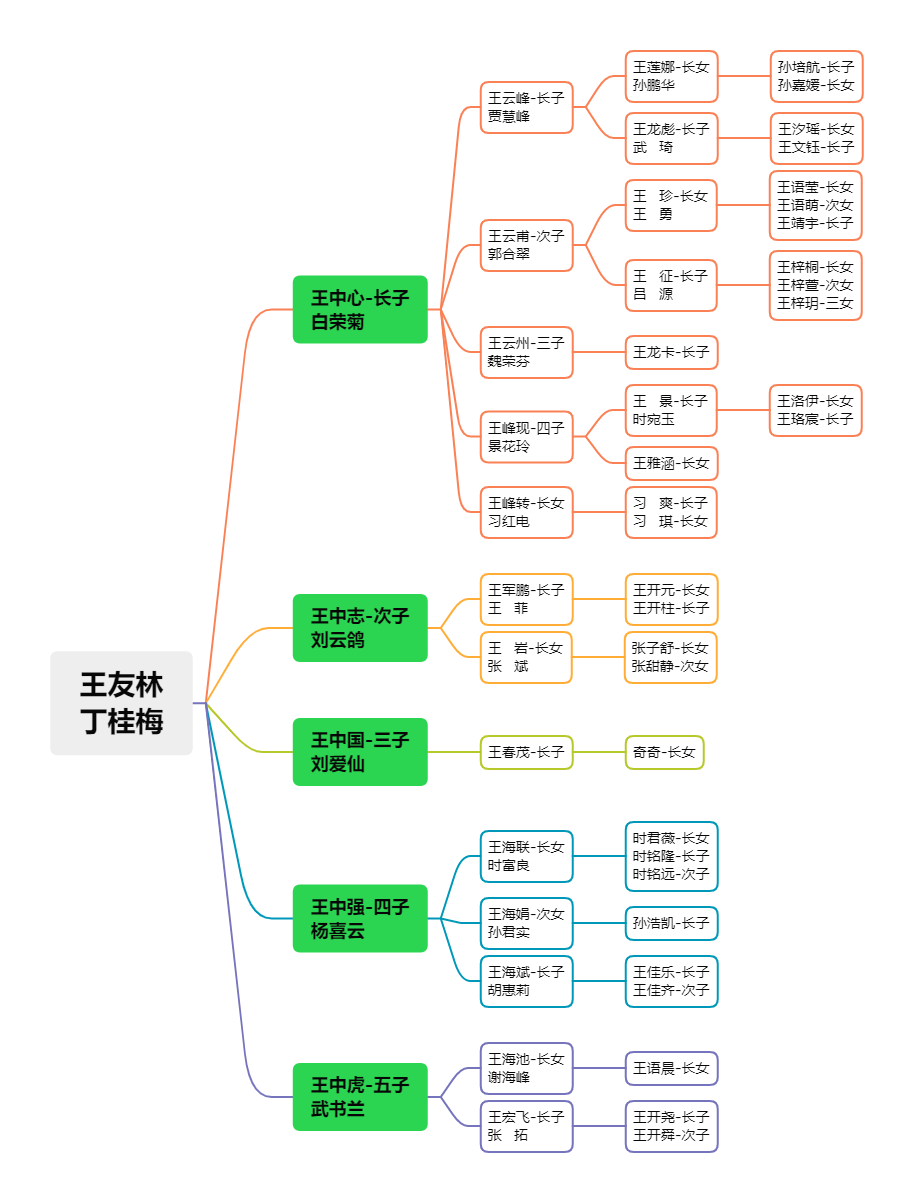 王友林
丁桂梅
王中心-长子
白荣菊
王云峰-长子
贾慧峰
王莲娜-长女
孙鹏华
孙培航-长子
孙嘉媛-长女
王龙彪-长子
武　琦
王汐瑶-长女
王文钰-长子
王云甫-次子
郭合翠
王　珍-长女
王　勇
王语莹-长女
王语萌-次女
王靖宇-长子
王　征-长子
吕　源
王梓桐-长女
王梓萱-次女
王梓玥-三女
王云州-三子
魏荣芬
王龙卡-长子
王峰现-四子
景花玲
王　景-长子
时宛玉
王洛伊-长女
王珞宸-长子
王雅涵-长女
王峰转-长女
习红电
习　爽-长子
习　琪-长女
王中志-次子
刘云鸽
王军鹏-长子
王　菲
王开元-长女
王开柱-长子
王　岩-长女
张　斌
张子舒-长女
张甜静-次女
王中国-三子
刘爱仙
王春茂-长子
奇奇-长女
王中强-四子
杨喜云
王海联-长女
时富良
时君薇-长女
时铭隆-长子
时铭远-次子
王海娟-次女
孙君实
孙浩凯-长子
王海斌-长子
胡惠莉
王佳乐-长子
王佳齐-次子
王中虎-五子
武书兰
王海池-长女
谢海峰
王语晨-长女
王宏飞-长子
张　拓
王开尧-长子
王开舜-次子